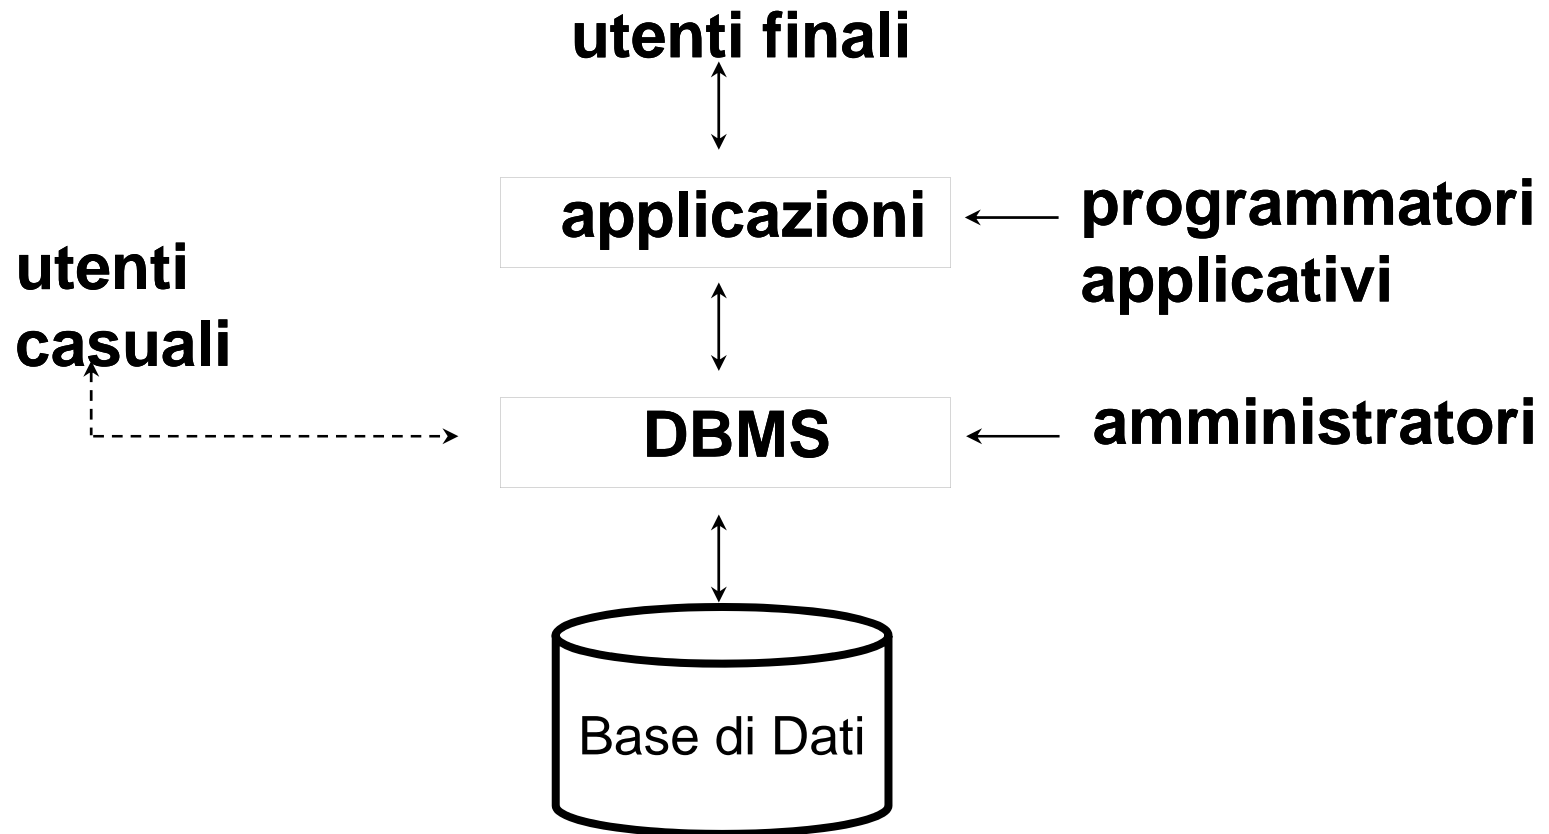 utenti finali
applicazioni
programmatori
applicativi
utenti
casuali
DBMS
amministratori
Base di Dati